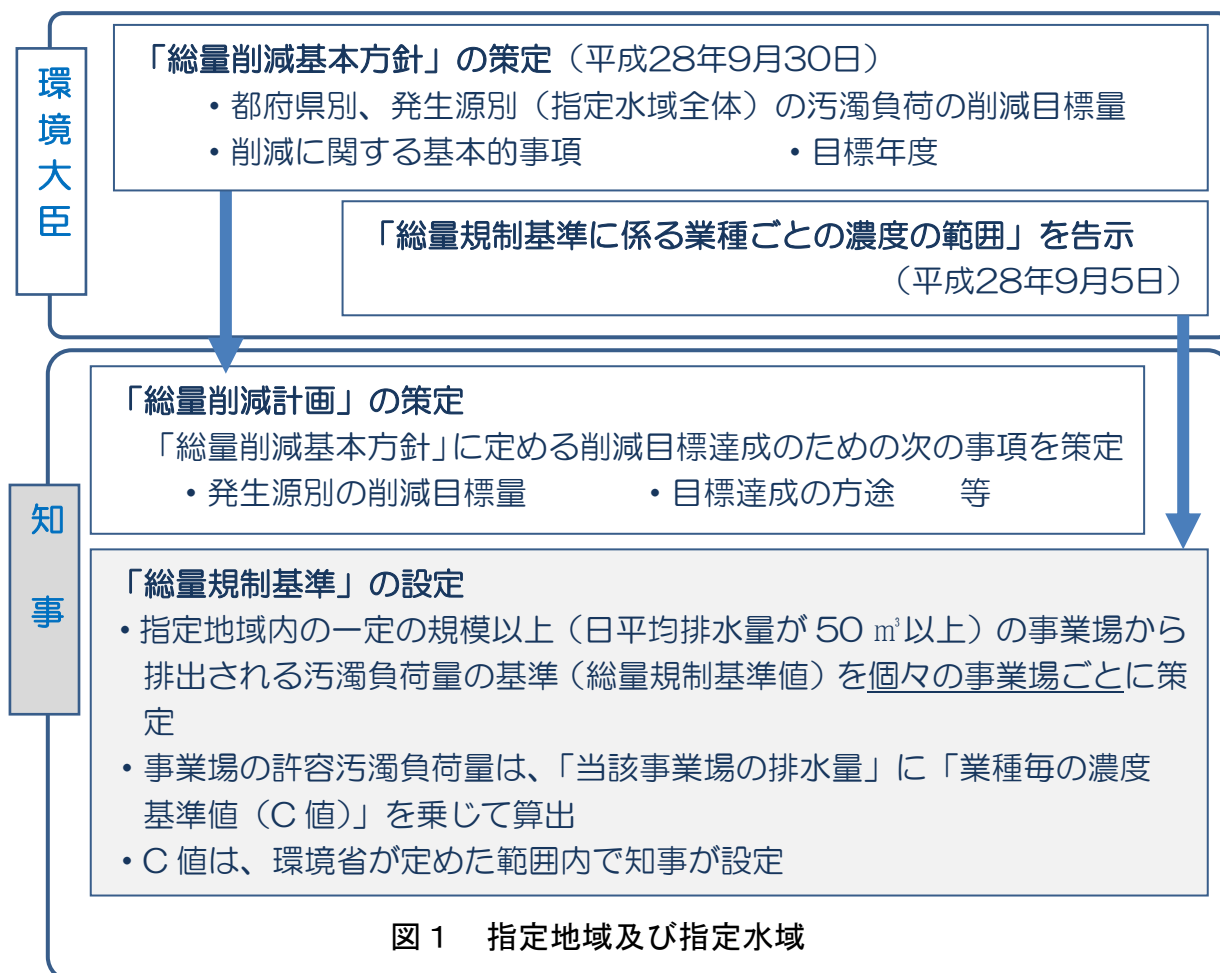 環境大臣
「総量削減基本方針」の策定（平成28年9月30日）
・都府県別、発生源別（指定水域全体）の汚濁負荷の削減目標量
・削減に関する基本的事項　・目標年度
「総量規制基準に係る業種ごとの濃度の範囲」を告示
（平成28年9月5日）
知事
「総量削減計画」の策定
「総量削減基本方針」に定める削減目標達成のための次の事項を策定
・発生源別の削減目標量　・目標達成の方途　等
「総量規制基準」の設定
・指定地域内の一定の規模以上（日平均排水量が 50 ㎥以上）の事業場から
排出される汚濁負荷量の基準（総量規制基準値）を個々の事業場ごとに策
定
・事業場の許容汚濁負荷量は、「当該事業場の排水量」に「業種毎の濃度
基準値（C 値）」を乗じて算出
・C 値は、環境省が定めた範囲内で知事が設定
図１　指定地域及び指定水域